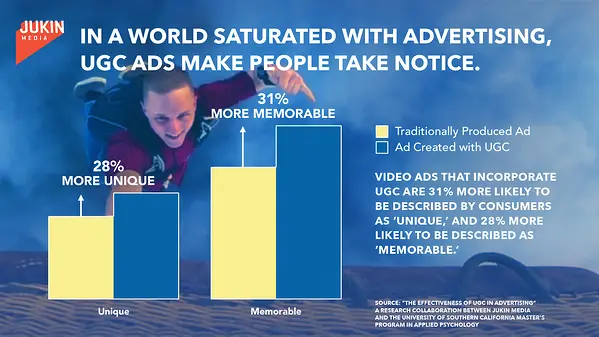 JUKIN
MEDIA
IN A WORLD SATURATED WITH ADVERTISING,
UGC ADS MAKE PEOPLE TAKE NOTICE.
31%
MORE MEMORABLE
28%
MORE UNIQUE
Unique
Memorable
Traditionally Produced Ad
Ad Created with UGC
VIDEO ADS THAT INCORPORATE
UGC ARE 31% MORE LIKELY TO
BE DESCRIBED BY CONSUMERS
AS ‘UNIQUE,’ AND 28% MORE
LIKELY TO BE DESCRIBED AS
‘MEMORABLE.‘
SOURCE: "THE EFFECTIVENESS OF UGC IN ADVERTISING"
A RESEARCH COLLABORATION BETWEEN JUKIN MEDIA
AND THE UNIVERSITY OF SOUTHERN CALIFORNIA MASTER'S
PROGRAM IN APPLIED PSYCHOLOGY